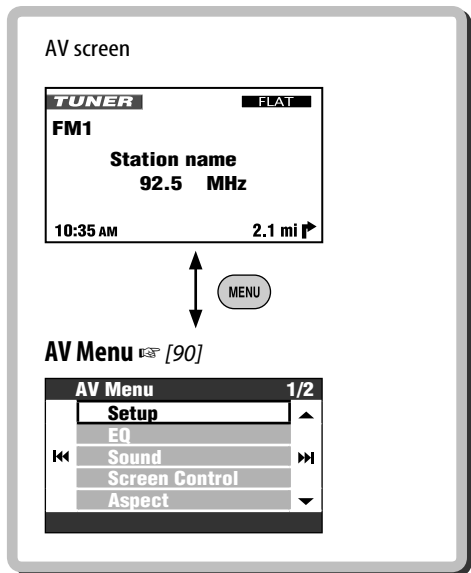 AV screen
TUNER FLAT
FM1
Station name
92.5 MHz
10:35 AM 2.1 mi
MENU
AV Menu ☞ [90]
AV Menu 1/2
Setup
EQ
Sound
Screen Control
Aspect